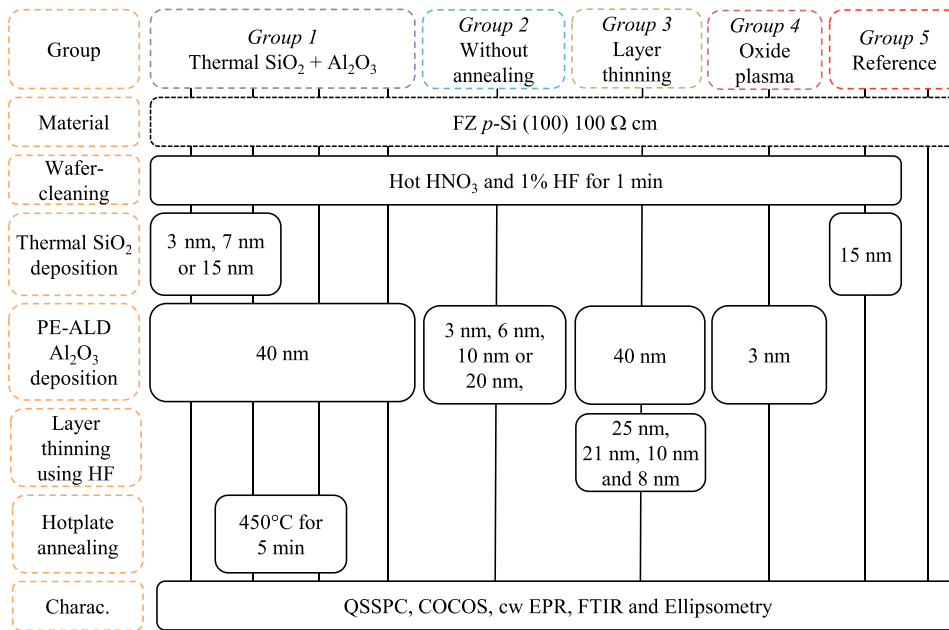 Group
Group 1
Thermal SiO₂ + Al₂O₃
Group 2
Without
annealing
Group 3
Layer
thinning
Group 4
Oxide
plasma
Group 5
Reference
Material
FZ p-Si (100) 100 Ω cm
Wafer-
cleaning
Hot HNO₃ and 1% HF for 1 min
Thermal SiO₂
deposition
3 nm, 7 nm
or 15 nm
15 nm
PE-ALD
Al₂O₃
deposition
40 nm
3 nm, 6 nm,
10 nm or
20 nm,
40 nm
3 nm
Layer
thinning
using HF
25 nm,
21 nm, 10 nm
and 8 nm
Hotplate
annealing
450°C for
5 min
Charac.
QSSPC, COCOS, cw EPR, FTIR and Ellipsometry